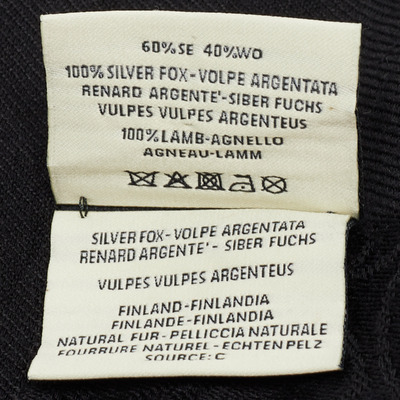 60%SE 40%WO
100% SILVER FOX-VOLPE ARGENTATA
RENARD ARGENTE'-SIBER FUCHS
VULPES VULPES ARGENTEUS
100% LAMB-AGNELLO
AGNEAU-LAMM
SILVER FOX-VOLPE ARGENTATA
RENARD ARGENTE' - SIBER FUCHS
VULPES VULPES ARGENTEUS
FINLAND-FINLANDIA
FINLANDE-FINLANDIA
NATURAL FUR-PELLICCIA NATURALE
FOURRURE NATUREL-ECHTEN PELZ
SOURCE: C